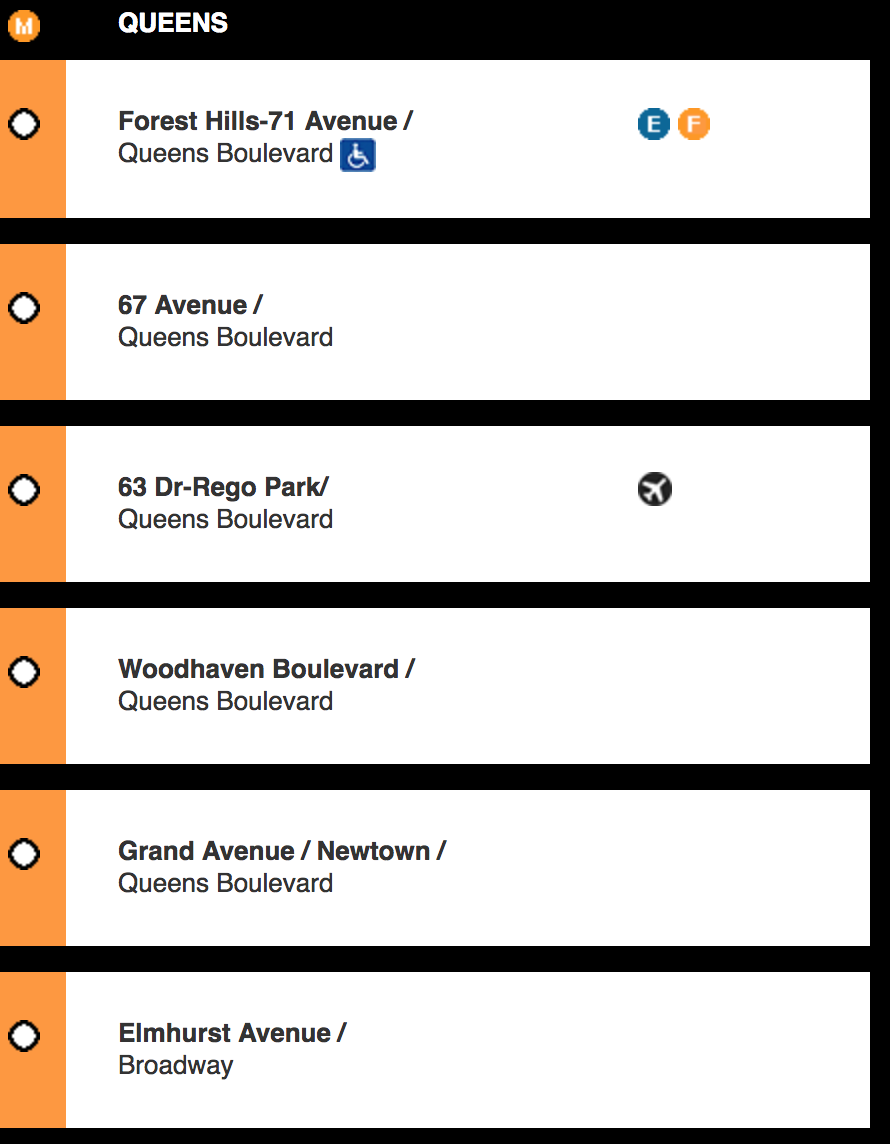 M QUEENS
Forest Hills-71 Avenue / E F
Queens Boulevard
67 Avenue /
Queens Boulevard
63 Dr-Rego Park/
Queens Boulevard
Woodhaven Boulevard /
Queens Boulevard
Grand Avenue / Newtown /
Queens Boulevard
Elmhurst Avenue /
Broadway